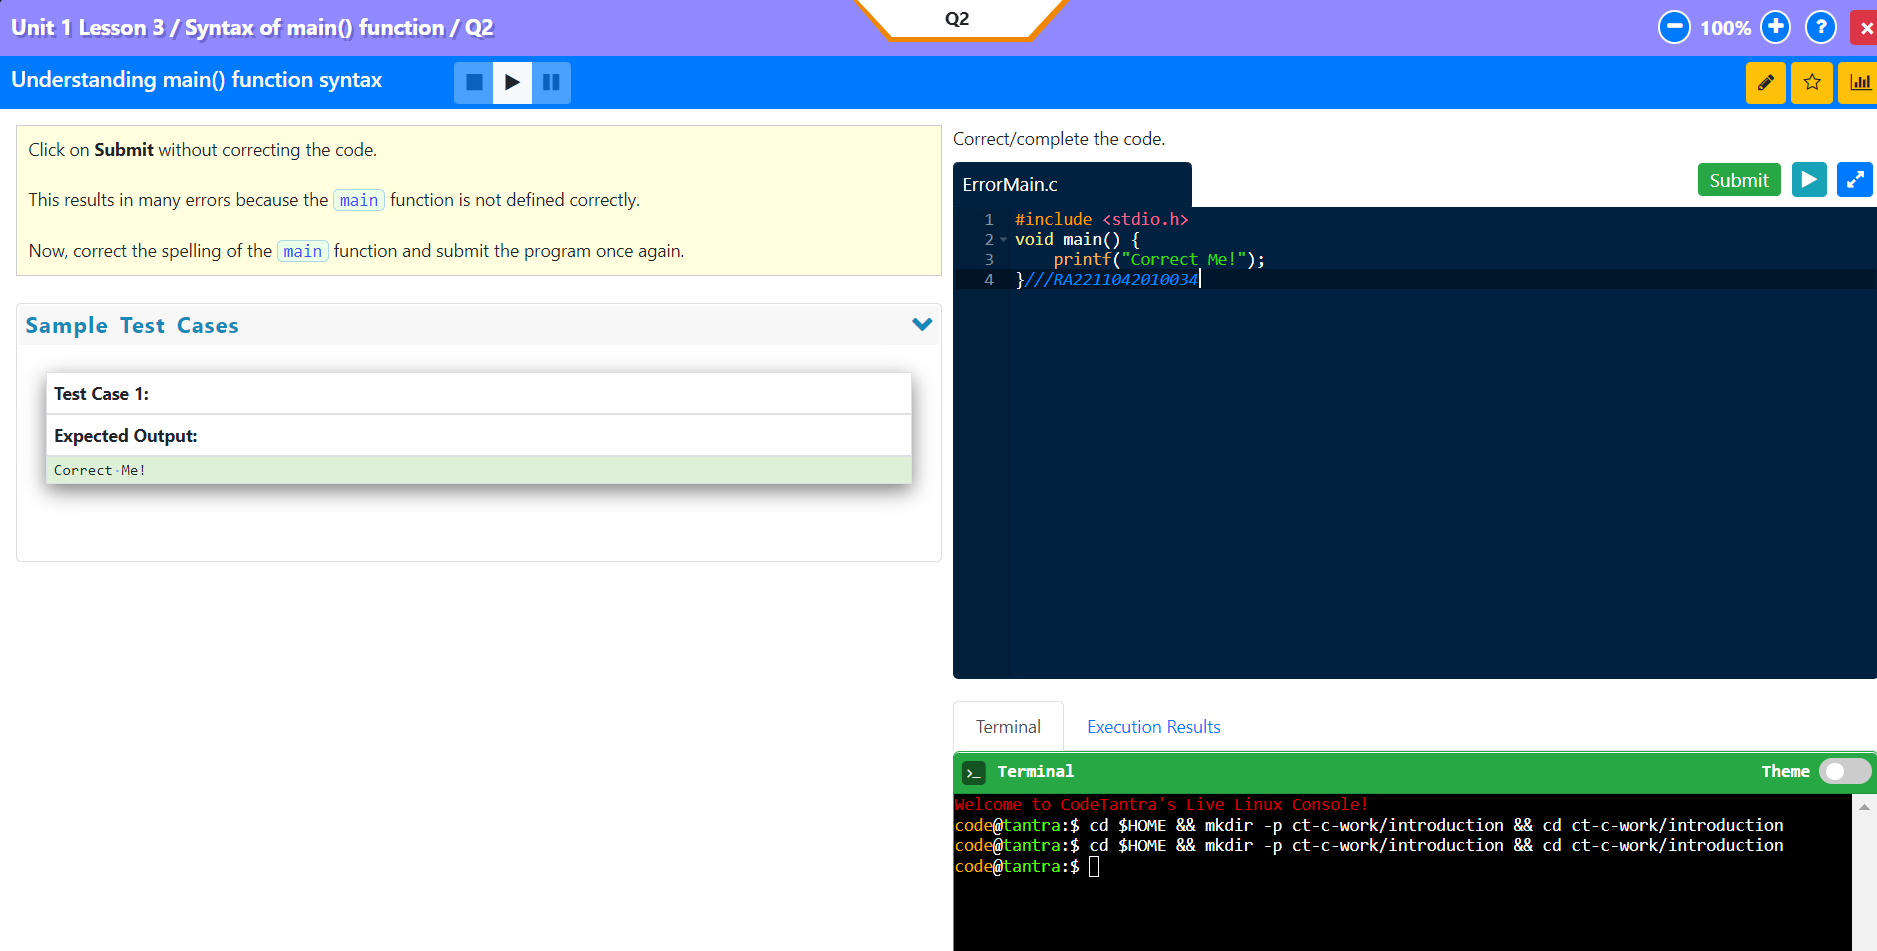 Unit 1 Lesson 3 / Syntax of main() function / Q2
Q2
100%
?
Understanding main() function syntax
Click on Submit without correcting the code.
This results in many errors because the main function is not defined correctly.
Now, correct the spelling of the main function and submit the program once again.
Sample Test Cases
Test Case 1:
Expected Output:
Correct·Me!
Correct/complete the code.
ErrorMain.c
Submit
1 #include <stdio.h>
2 void main() {
3 printf("Correct Me!");
4 }///RA2211042010034
Terminal
Execution Results
>_ Terminal
Theme
Welcome to CodeTantra's Live Linux Console!
code@tantra:$ cd $HOME && mkdir -p ct-c-work/introduction && cd ct-c-work/introduction
code@tantra:$ cd $HOME && mkdir -p ct-c-work/introduction && cd ct-c-work/introduction
code@tantra:$